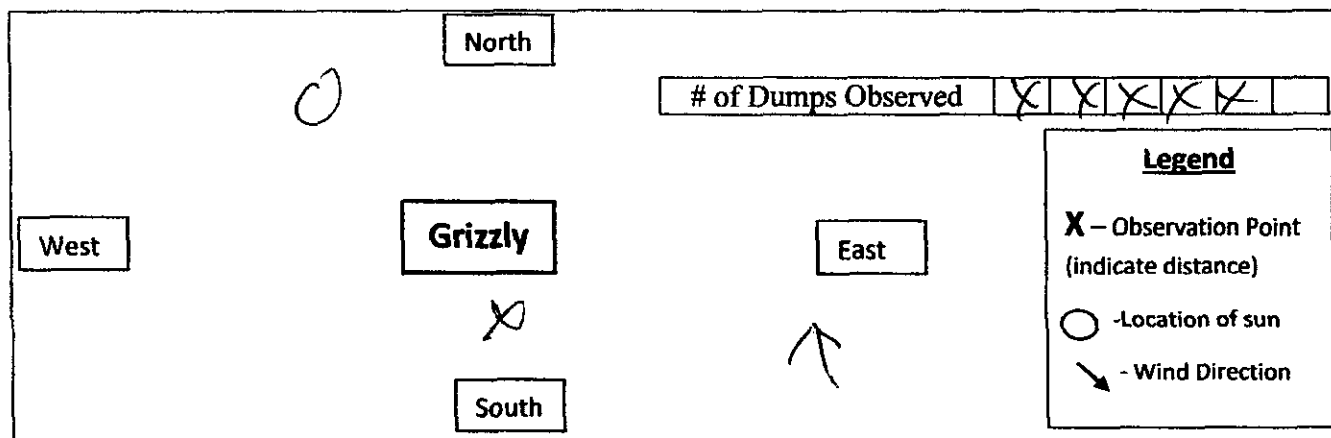 North
# of Dumps Observed X X X X X
Legend
West
Grizzly
East
X – Observation Point
(indicate distance)
X
-Location of sun
- Wind Direction
South